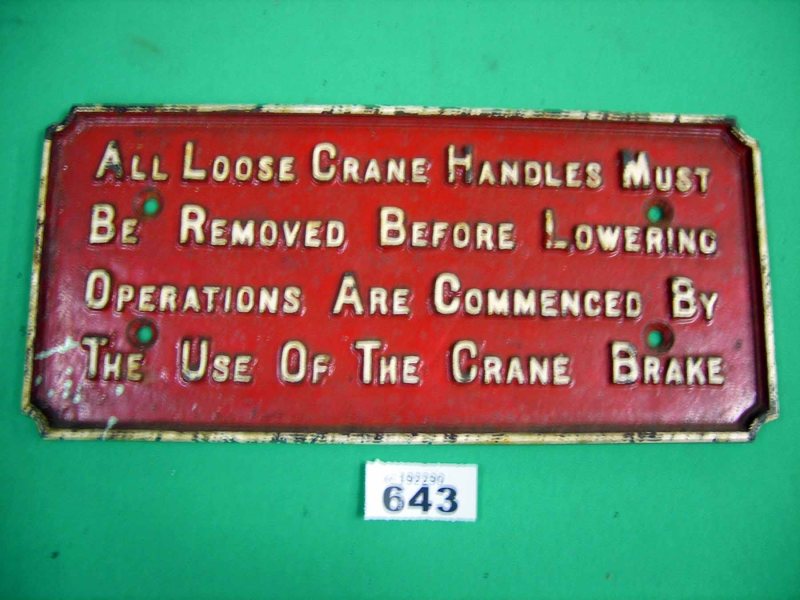 All Loose Crane Handles Must
Be Removed Before Lowering
Operations Are Commenced By
The Use Of The Crane Brake
643